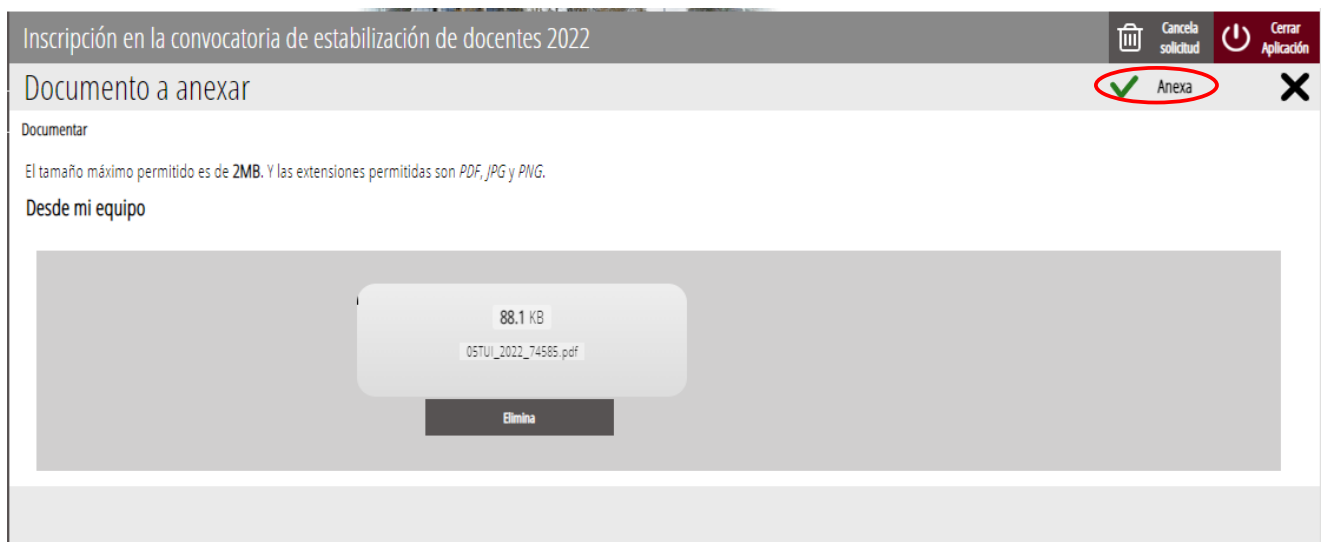 Inscripción en la convocatoria de estabilización de docentes 2022
Cancela
solicitud
Cerrar
Aplicación
Documento a anexar
Anexa
Documentar
El tamaño máximo permitido es de 2MB. Y las extensiones permitidas son PDF, JPG y PNG.
Desde mi equipo
88.1 KB
05TUI_2022_74585.pdf
Elimina